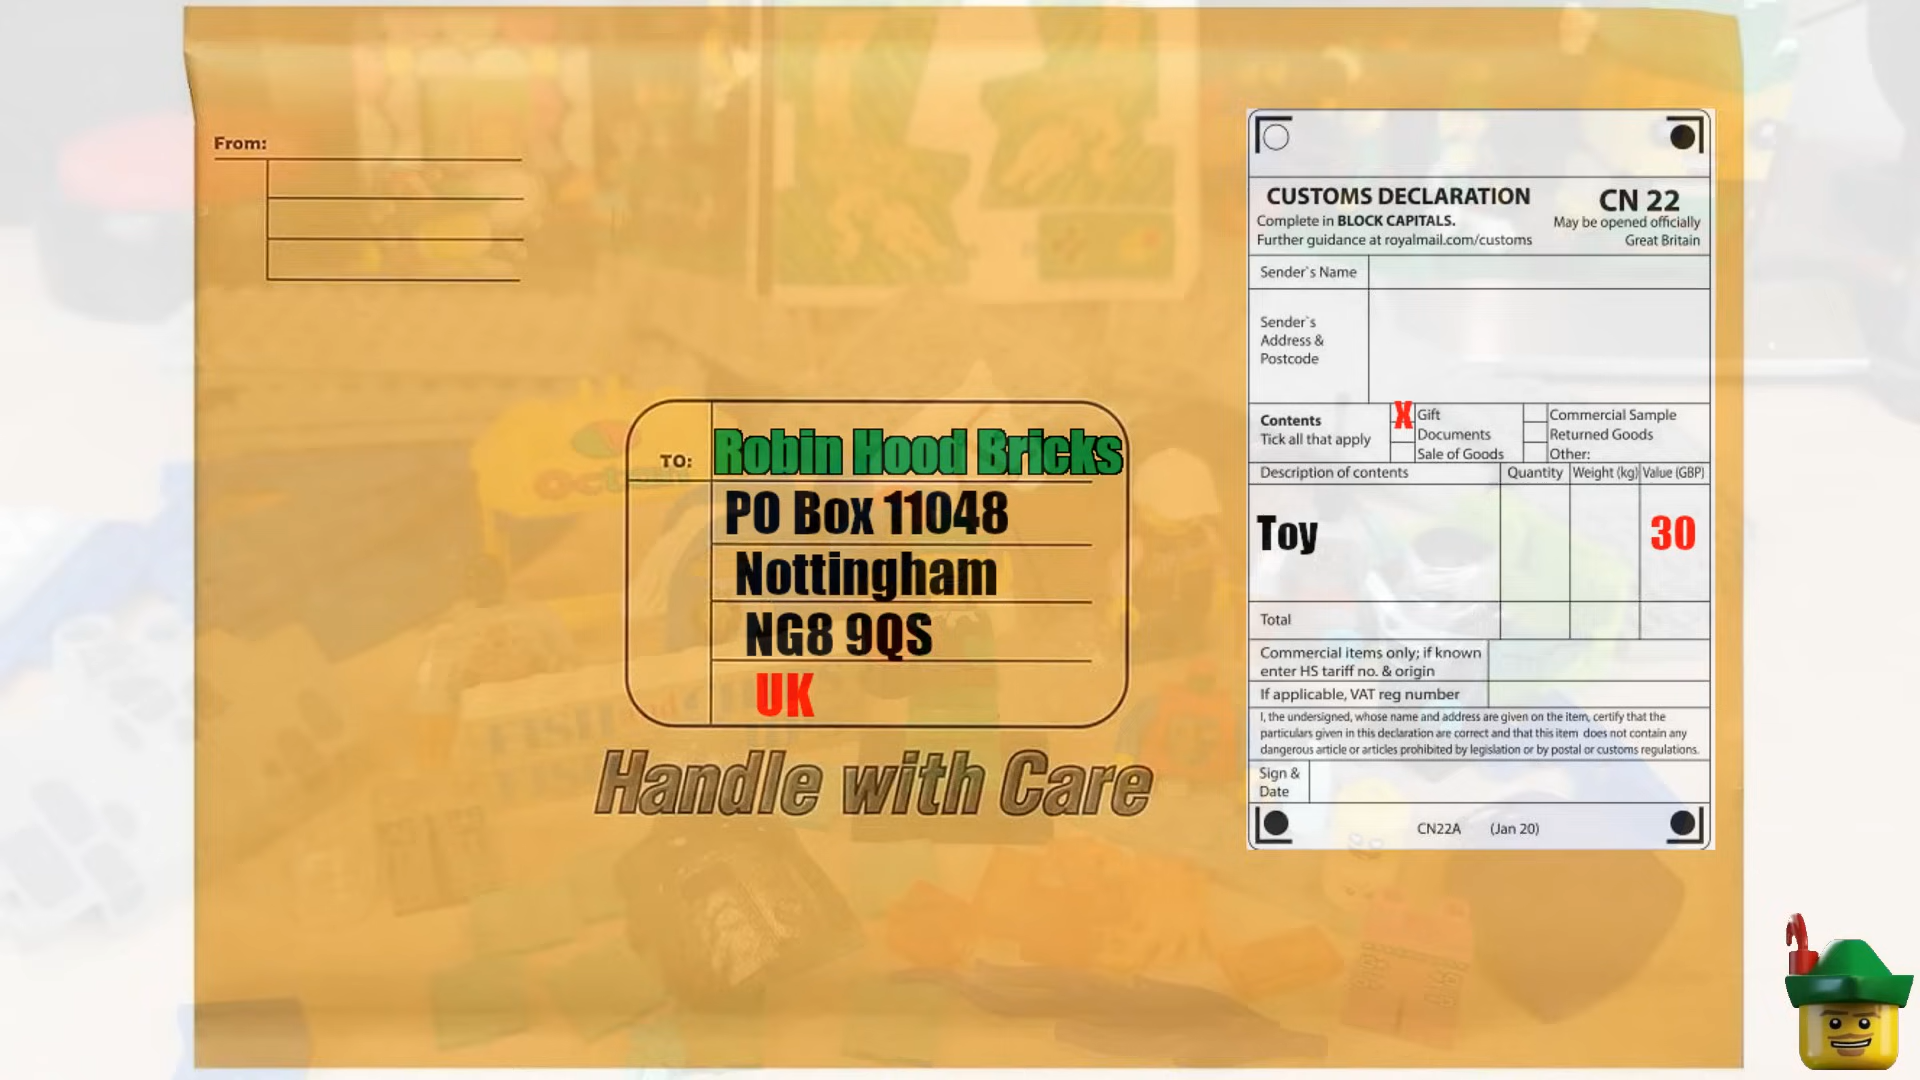 From:
TO:
Robin Hood Bricks
PO Box 11048
Nottingham
NG8 9QS
UK
Handle with Care
CUSTOMS DECLARATION
CN 22
Complete in BLOCK CAPITALS.
May be opened officially
Further guidance at royalmail.com/customs
Great Britain
Sender`s Name
Sender`s
Address &
Postcode
Contents
Tick all that apply
X Gift
Documents
Sale of Goods
Commercial Sample
Returned Goods
Other:
Description of contents Quantity Weight (kg) Value (GBP)
Toy 30
Total
Commercial items only; if known
enter HS tariff no. & origin
If applicable, VAT reg number
I, the undersigned, whose name and address are given on the item, certify that the
particulars given in this declaration are correct and that this item does not contain any
dangerous article or articles prohibited by legislation or by postal or customs regulations.
Sign &
Date
CN22A (Jan 20)